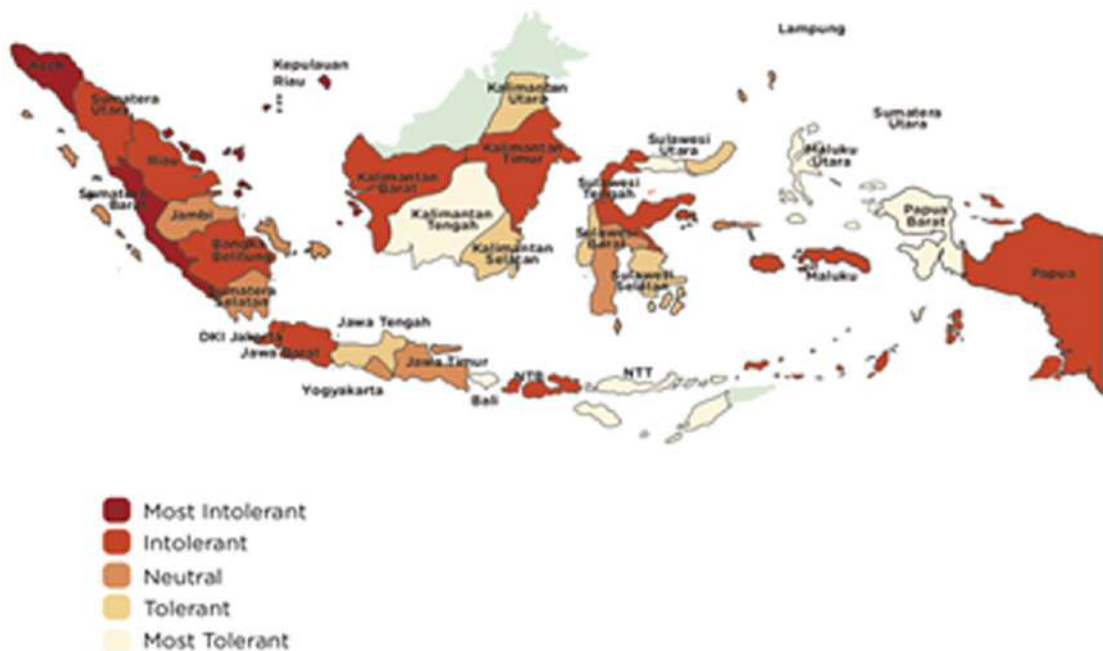 Lampung
Aceh
Kepulauan
Riau
Sumatera
Utara
Kalimantan
Utara
Sumatera
Utara
Riau
Kalimantan
Timur
Sulawesi
Utara
Maluku
Utara
Kalimantan
Barat
Sumatera
Barat
Sulawesi
Tengah
Jambi
Kalimantan
Tengah
Papua
Barat
Sulawesi
Barat
Bangka
Belitung
Kalimantan
Selatan
Papua
Maluku
Sulawesi
Selatan
Sumatera
Selatan
Jawa Tengah
DKI Jakarta
Jawa Barat
Jawa Timur
NTB
NTT
Yogyakarta
Bali
Most Intolerant
Intolerant
Neutral
Tolerant
Most Tolerant